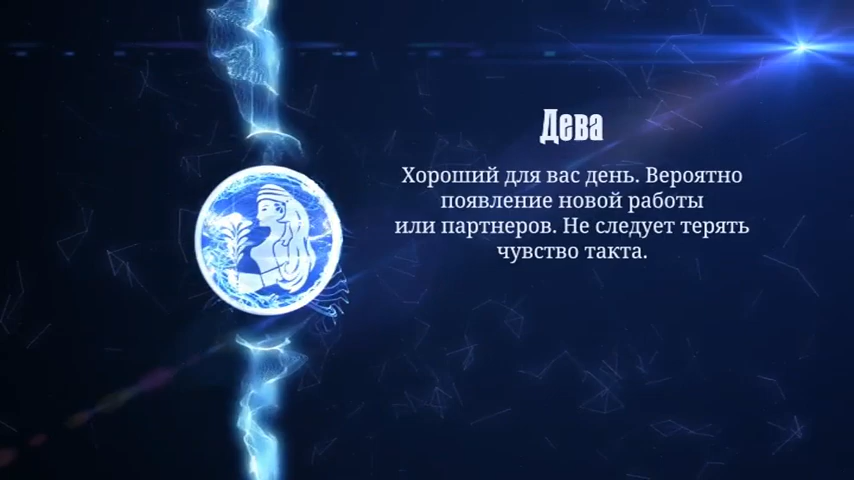 Дева
Хороший для вас день. Вероятно
появление новой работы
или партнеров. Не следует терять
чувство такта.